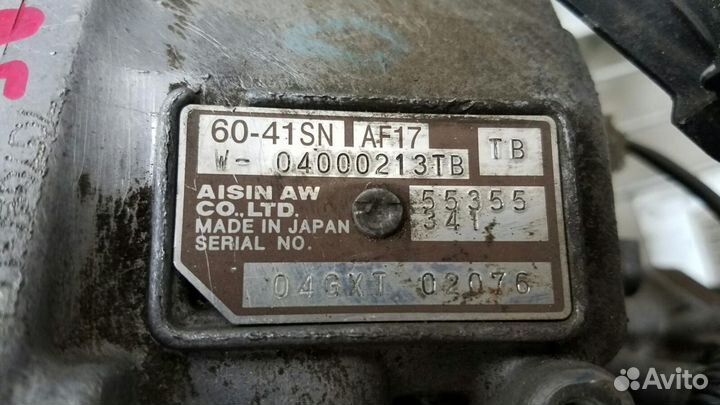 60-41SN AF17 TB
W- 04000213TB
AISIN AW
CO.,LTD.
MADE IN JAPAN
SERIAL NO.
55355
341
04GXT 02076
Avito